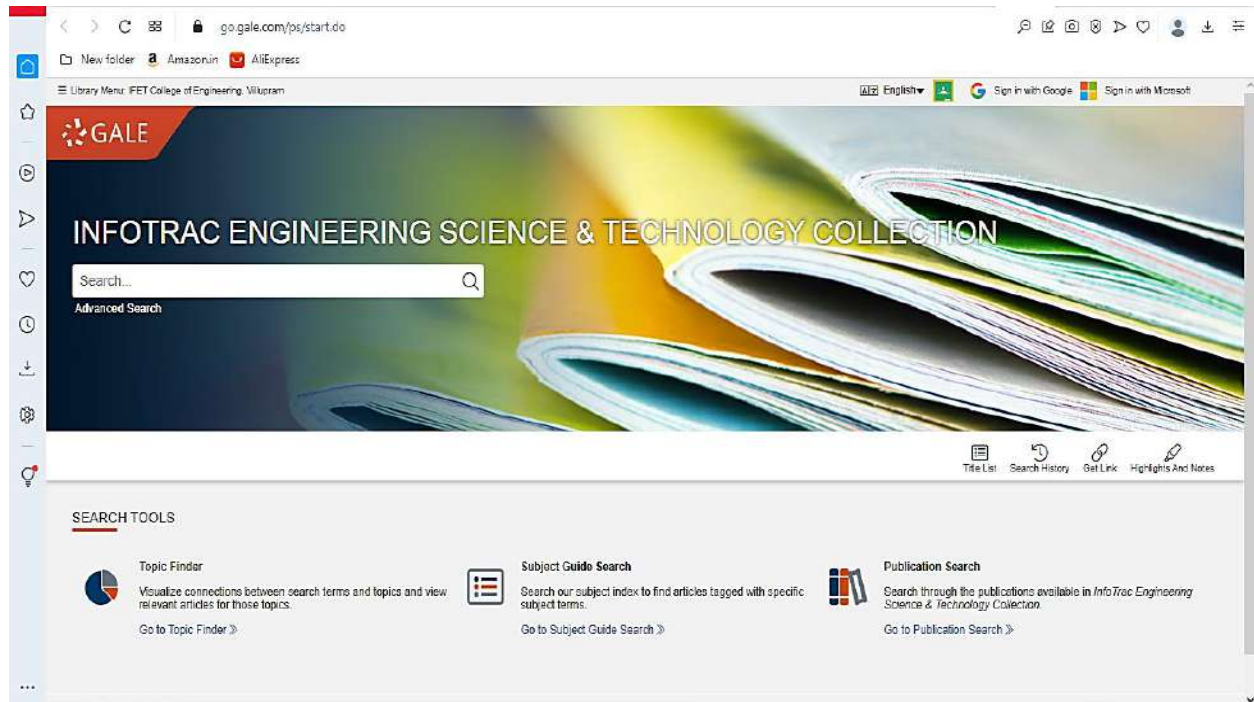 go.gale.com/ps/start.do
New folder
Amazon.in
AliExpress
Library Menu: IFET College of Engineering, Villupram
English
Sign in with Google
Sign in with Microsoft
GALE
INFOTRAC ENGINEERING SCIENCE & TECHNOLOGY COLLECTION
Search...
Advanced Search
Title List
Search History
Get Link
Highlights And Notes
SEARCH TOOLS
Topic Finder
Visualize connections between search terms and topics and view
relevant articles for those topics.
Go to Topic Finder »
Subject Guide Search
Search our subject index to find articles tagged with specific
subject terms.
Go to Subject Guide Search »
Publication Search
Search through the publications available in InfoTrac Engineering
Science & Technology Collection.
Go to Publication Search »